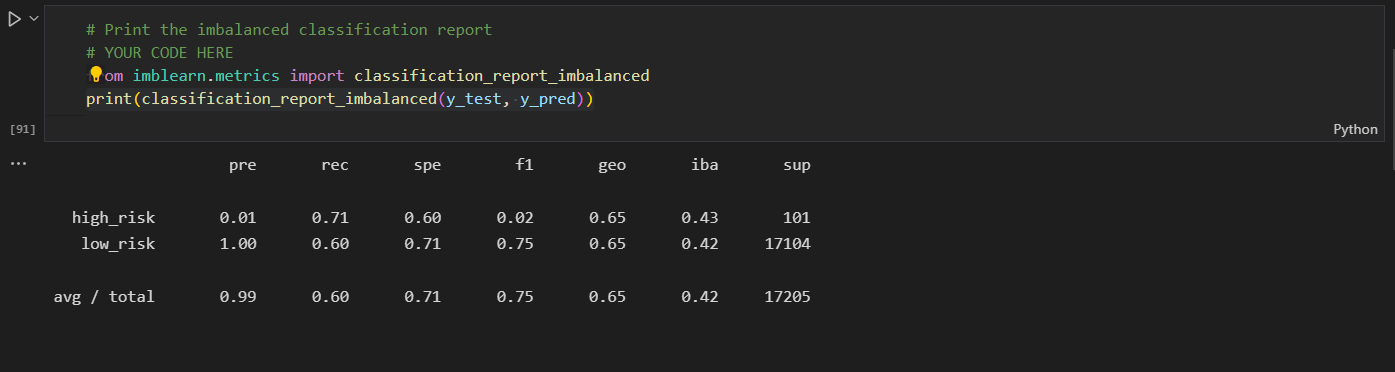 # Print the imbalanced classification report
# YOUR CODE HERE
om imblearn.metrics import classification_report_imbalanced
print(classification_report_imbalanced(y_test, y_pred))
[91]
Python
...
pre rec spe f1 geo iba sup
high_risk 0.01 0.71 0.60 0.02 0.65 0.43 101
low_risk 1.00 0.60 0.71 0.75 0.65 0.42 17104
avg / total 0.99 0.60 0.71 0.75 0.65 0.42 17205